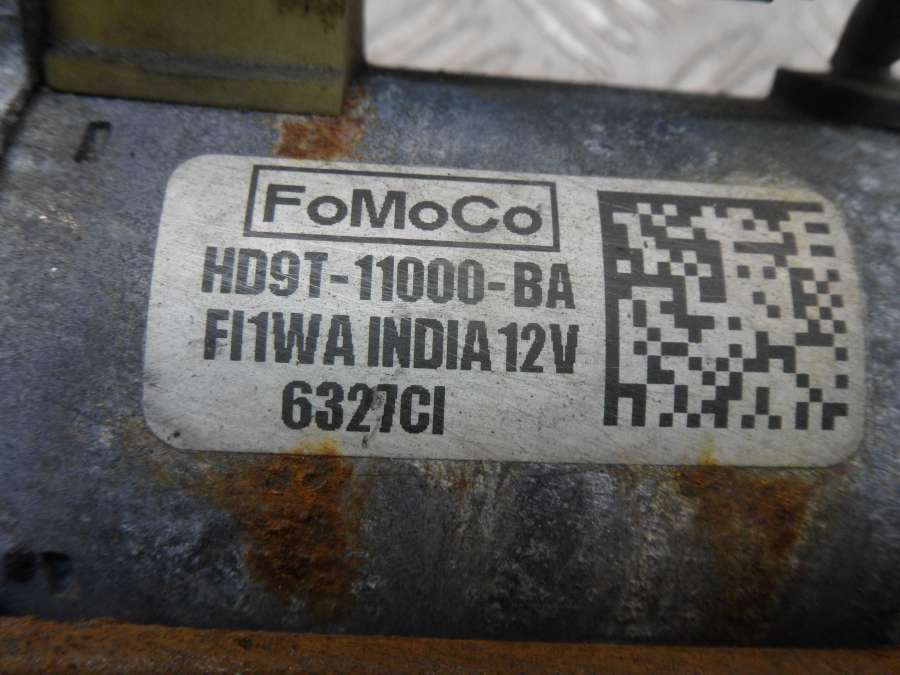 FoMoCo
HD9T-11000-BA
FI1WA INDIA 12V
6327CI